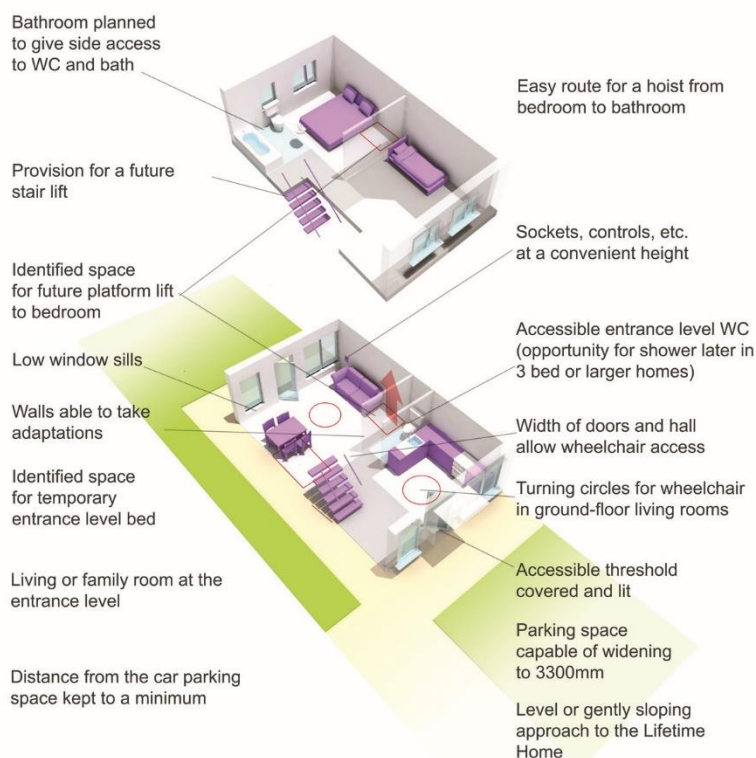 Bathroom planned
to give side access
to WC and bath
Provision for a future
stair lift
Identified space
for future platform lift
to bedroom
Low window sills
Walls able to take
adaptations
Identified space
for temporary
entrance level bed
Living or family room at the
entrance level
Distance from the car parking
space kept to a minimum
Easy route for a hoist from
bedroom to bathroom
Sockets, controls, etc.
at a convenient height
Accessible entrance level WC
(opportunity for shower later in
3 bed or larger homes)
Width of doors and hall
allow wheelchair access
Turning circles for wheelchair
in ground-floor living rooms
Accessible threshold
covered and lit
Parking space
capable of widening
to 3300mm
Level or gently sloping
approach to the Lifetime
Home